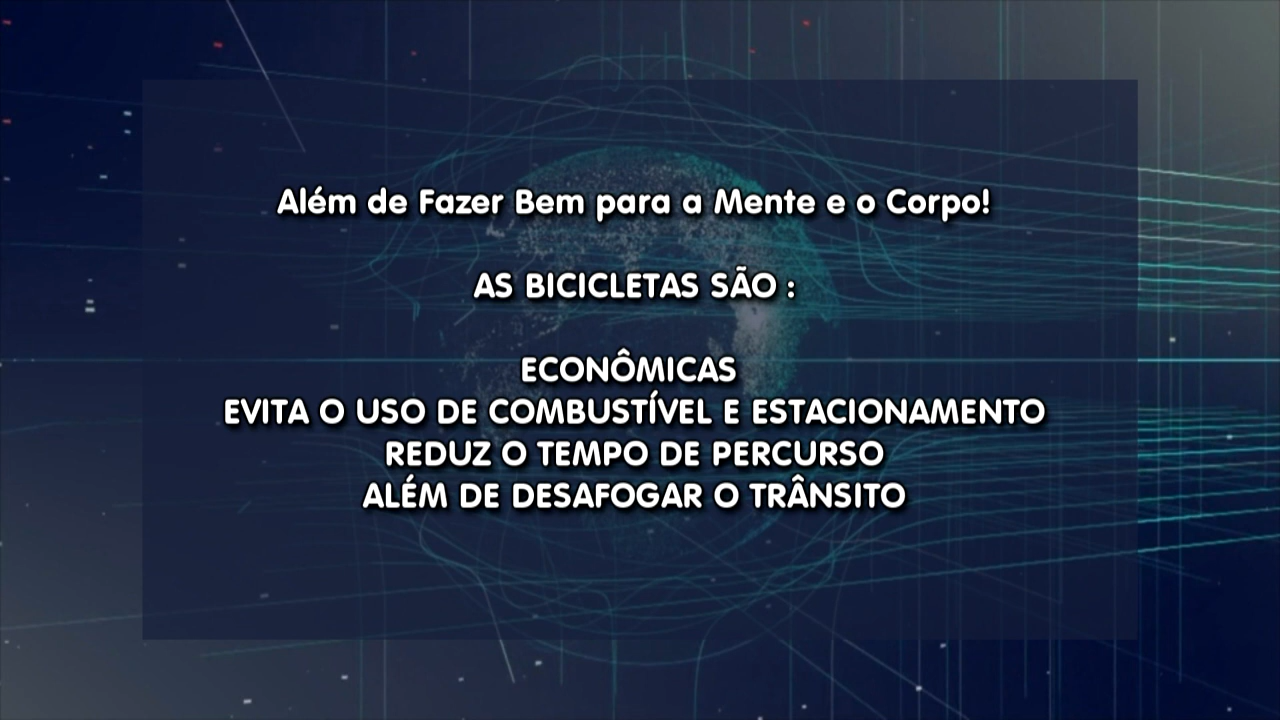 Além de Fazer Bem para a Mente e o Corpo!
AS BICICLETAS SÃO :
ECONÔMICAS
EVITA O USO DE COMBUSTÍVEL E ESTACIONAMENTO
REDUZ O TEMPO DE PERCURSO
ALÉM DE DESAFOGAR O TRÂNSITO